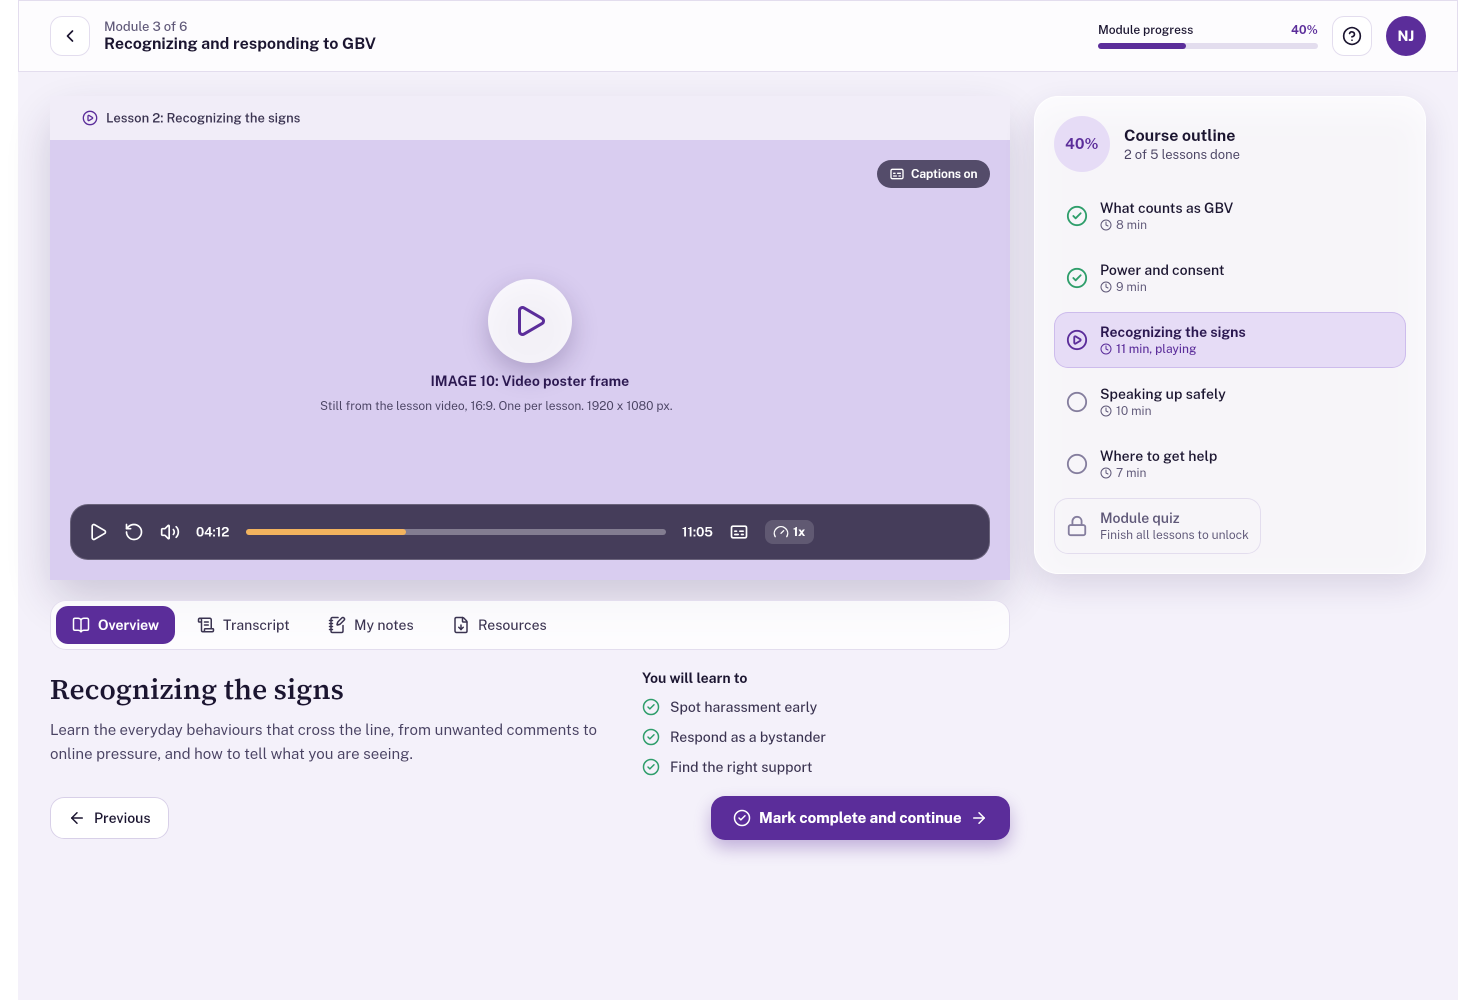 Module 3 of 6
Recognizing and responding to GBV
Module progress 40%
NJ
Lesson 2: Recognizing the signs
Captions on
IMAGE 10: Video poster frame
Still from the lesson video, 16:9. One per lesson. 1920 x 1080 px.
04:12 11:05 1x
Overview Transcript My notes Resources
Recognizing the signs
Learn the everyday behaviours that cross the line, from unwanted comments to
online pressure, and how to tell what you are seeing.
You will learn to
Spot harassment early
Respond as a bystander
Find the right support
Previous
Mark complete and continue
40%
Course outline
2 of 5 lessons done
What counts as GBV
8 min
Power and consent
9 min
Recognizing the signs
11 min, playing
Speaking up safely
10 min
Where to get help
7 min
Module quiz
Finish all lessons to unlock